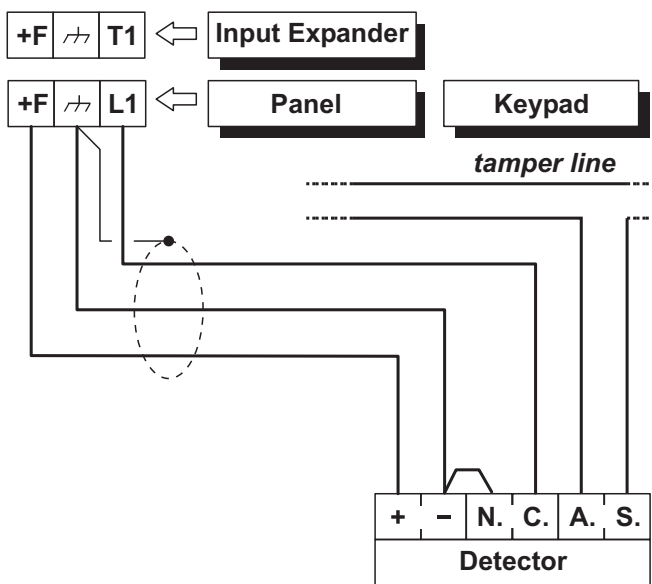 +F T1 Input Expander
+F L1 Panel Keypad
tamper line
+ – N. C. A. S.
Detector